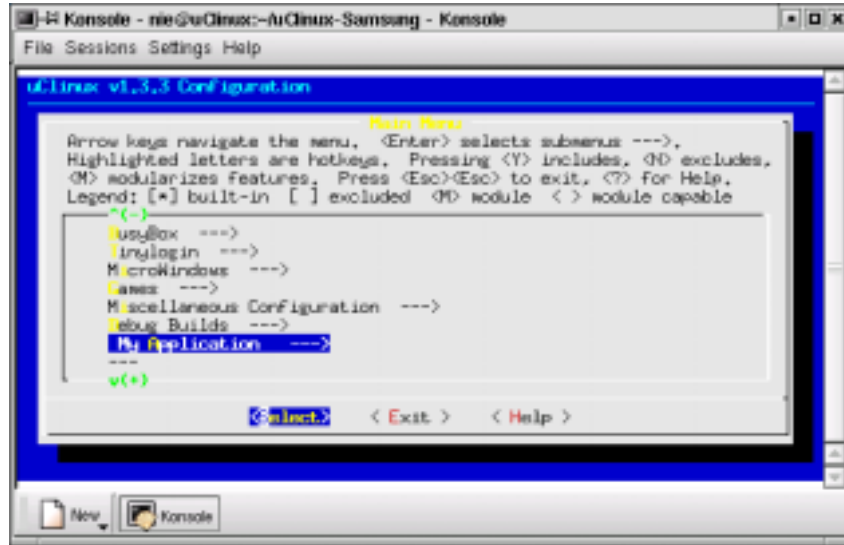 Konsole - nie@uClinux:~/uClinux-Samsung - Konsole
File Sessions Settings Help
uClinux v1.3.3 Configuration
Main Menu
Arrow keys navigate the menu. <Enter> selects submenus --->.
Highlighted letters are hotkeys. Pressing <Y> includes, <N> excludes,
<M> modularizes features. Press <Esc><Esc> to exit, <?> for Help.
Legend: [*] built-in [ ] excluded <M> module < > module capable
^(-)
BusyBox --->
Tinylogin --->
MicroWindows --->
Games --->
Miscellaneous Configuration --->
Debug Builds --->
My Application --->
---
v(+)
<Select> < Exit > < Help >
New Konsole